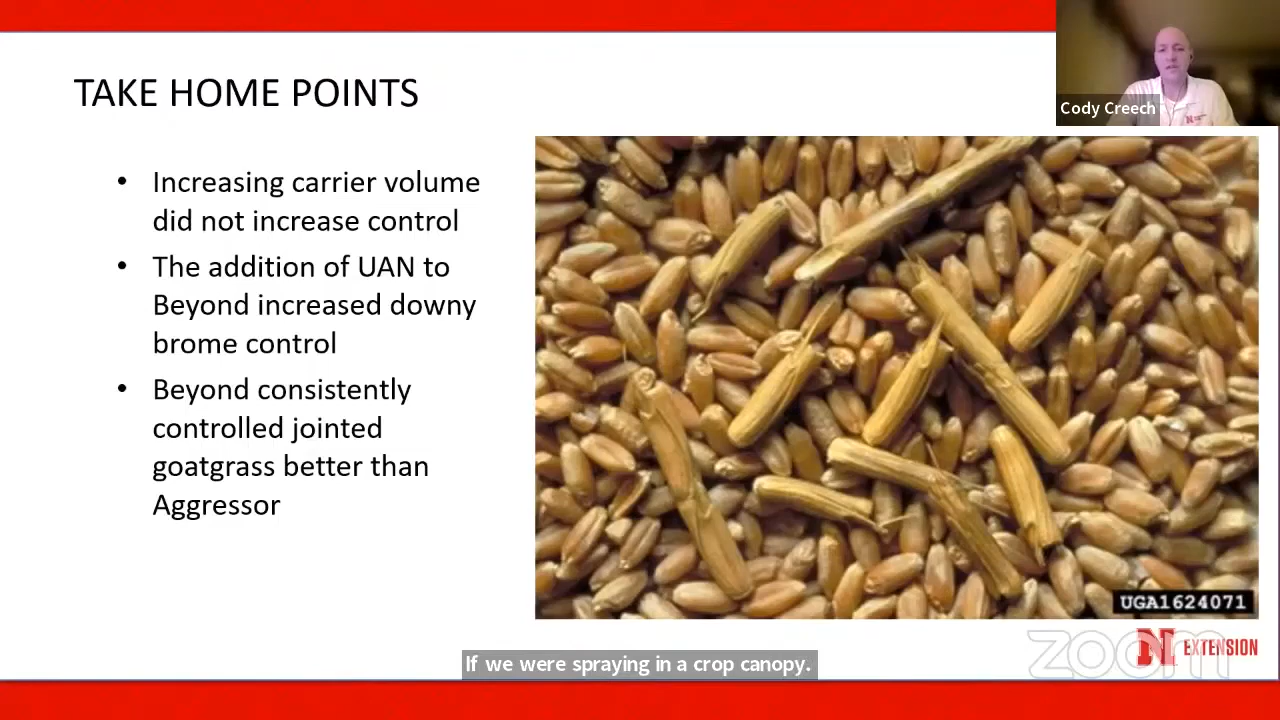 TAKE HOME POINTS
Cody Creech
• Increasing carrier volume
did not increase control
• The addition of UAN to
Beyond increased downy
brome control
• Beyond consistently
controlled jointed
goatgrass better than
Aggressor
UGA1624071
zoom
N EXTENSION
If we were spraying in a crop canopy.